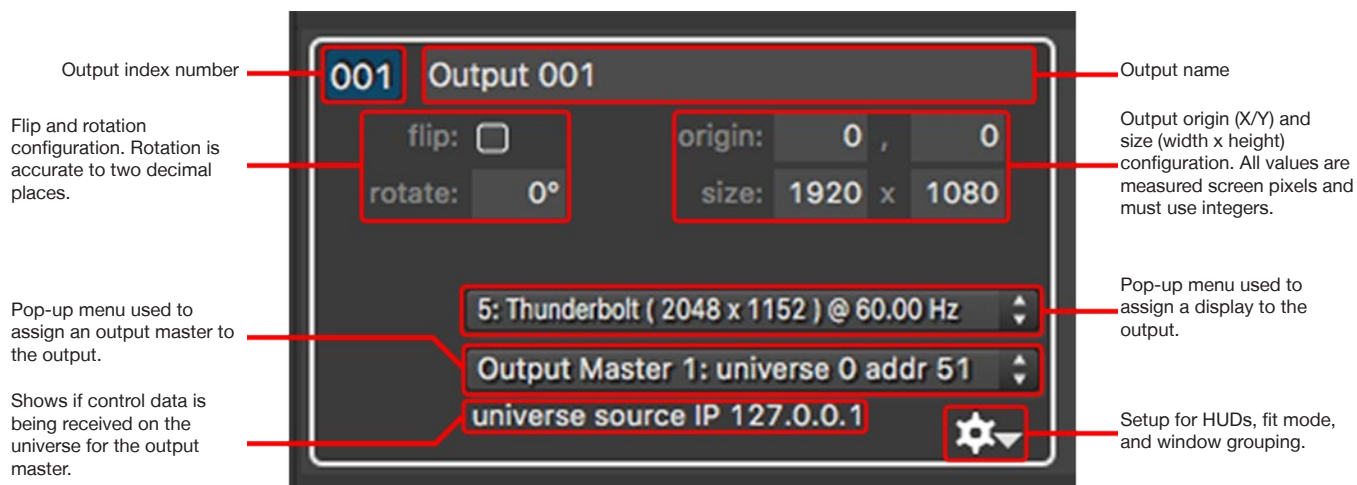 Output index number
001
Output 001
Output name
Flip and rotation
configuration. Rotation is
accurate to two decimal
places.
flip:
rotate: 0°
origin: 0 , 0
size: 1920 x 1080
Output origin (X/Y) and
size (width x height)
configuration. All values are
measured screen pixels and
must use integers.
Pop-up menu used to
assign an output master to
the output.
5: Thunderbolt ( 2048 x 1152 ) @ 60.00 Hz
Pop-up menu used to
assign a display to the
output.
Output Master 1: universe 0 addr 51
Shows if control data is
being received on the
universe for the output
master.
universe source IP 127.0.0.1
Setup for HUDs, fit mode,
and window grouping.